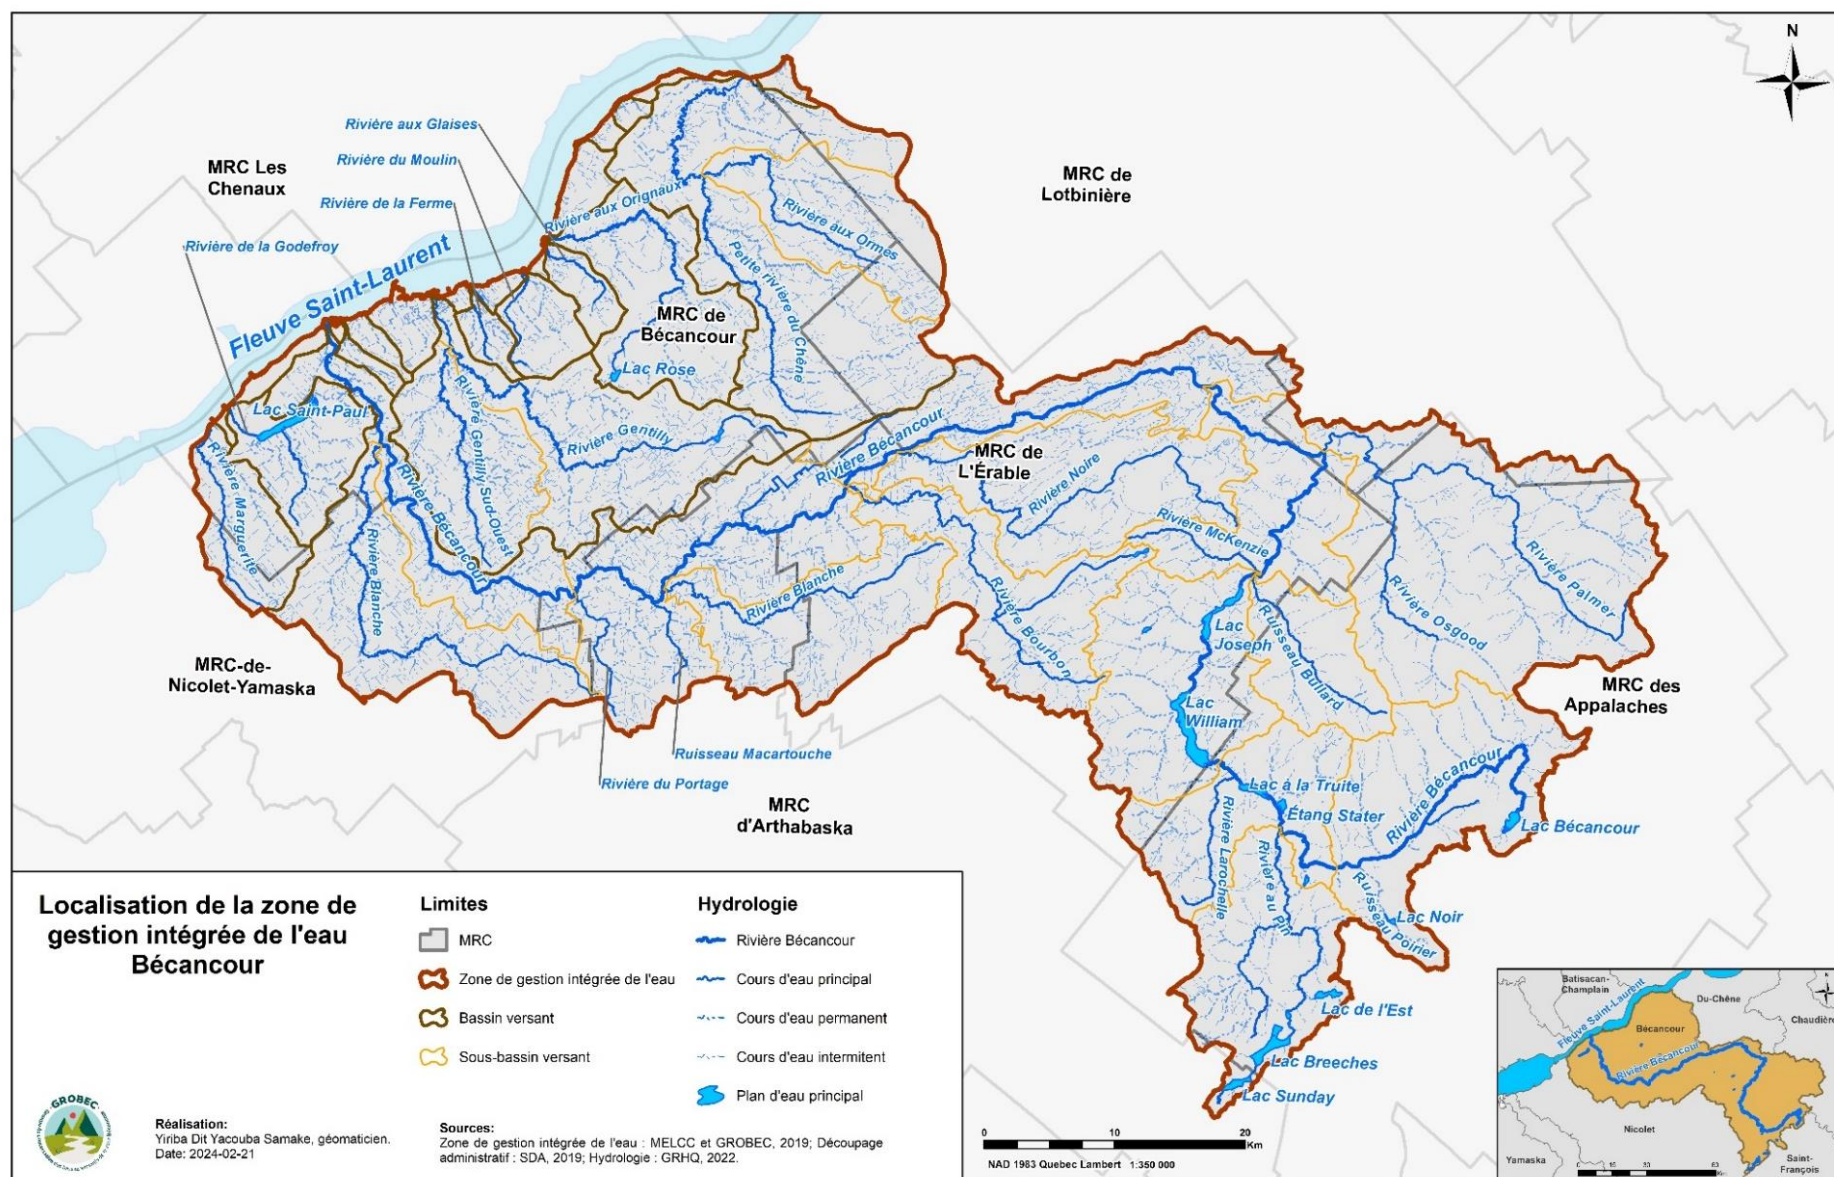 N
MRC Les
Chenaux
MRC de
Lotbinière
MRC de
Bécancour
MRC de
L'Érable
MRC-de-
Nicolet-Yamaska
MRC
d'Arthabaska
MRC des
Appalaches
Fleuve Saint-Laurent
Rivière aux Glaises
Rivière du Moulin
Rivière de la Ferme
Rivière de la Godefroy
Rivière aux Orignaux
Rivière aux Ormes
Petite rivière du Chêne
Lac Rose
Lac Saint-Paul
Rivière Marguerite
Rivière Blanche
Rivière Bécancour
Rivière Gentilly Sud-Ouest
Rivière Gentilly
Rivière Bécancour
Rivière Noire
Rivière McKenzie
Rivière Blanche
Rivière Bourbon
Rivière Palmer
Rivière Osgood
Ruisseau Bullard
Lac
Joseph
Lac
William
Ruisseau Macartouche
Rivière du Portage
Lac à la Truite
Étang Stater
Rivière Bécancour
Lac Bécancour
Rivière Larochelle
Rivière au Pin
Ruisseau Poirier
Lac Noir
Lac de l'Est
Lac Breeches
Lac Sunday
Localisation de la zone de
gestion intégrée de l'eau
Bécancour
Limites
MRC
Zone de gestion intégrée de l'eau
Bassin versant
Sous-bassin versant
Hydrologie
Rivière Bécancour
Cours d'eau principal
Cours d'eau permanent
Cours d'eau intermitent
Plan d'eau principal
GROBEC
Réalisation:
Yiriba Dit Yacouba Samake, géomaticien.
Date: 2024-02-21
Sources:
Zone de gestion intégrée de l'eau : MELCC et GROBEC, 2019; Découpage
administratif : SDA, 2019; Hydrologie : GRHQ, 2022.
0 10 20
Km
NAD 1983 Quebec Lambert 1:350 000
Batisacan-
Champlain
Du-Chêne
Chaudière
Fleuve Saint-Laurent
Bécancour
Rivière Bécancour
Nicolet
Yamaska
Saint-
François
0 15 30 60